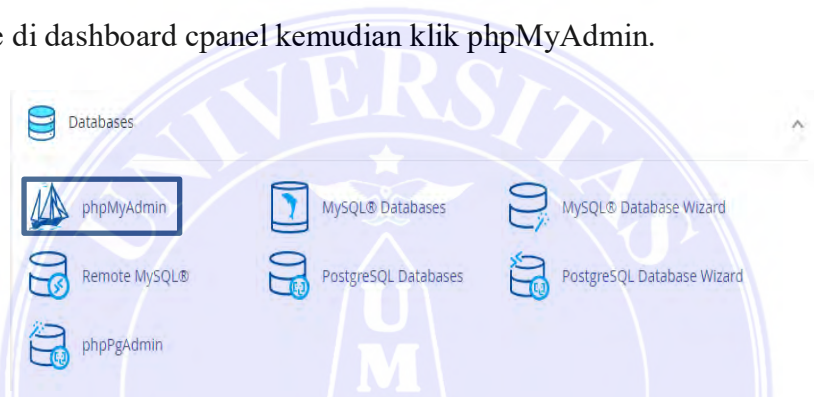 e di dashboard cpanel kemudian klik phpMyAdmin.
Databases
phpMyAdmin MySQL® Databases MySQL® Database Wizard
Remote MySQL® PostgreSQL Databases PostgreSQL Database Wizard
phpPgAdmin
UNIVERSITAS
U
M